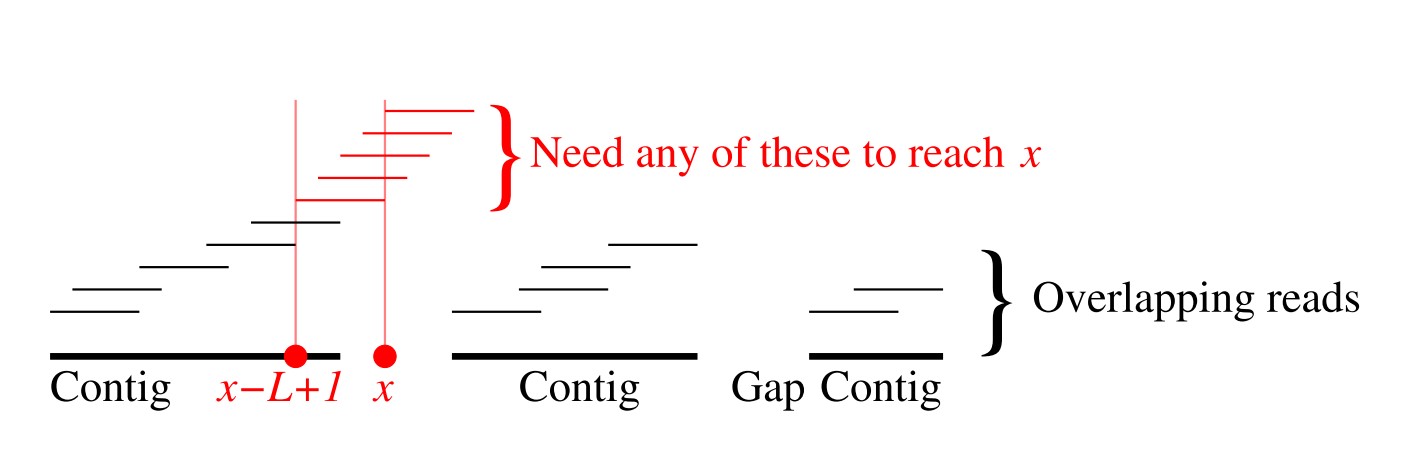 Need any of these to reach x
Overlapping reads
Contig x−L+1 x Contig Gap Contig